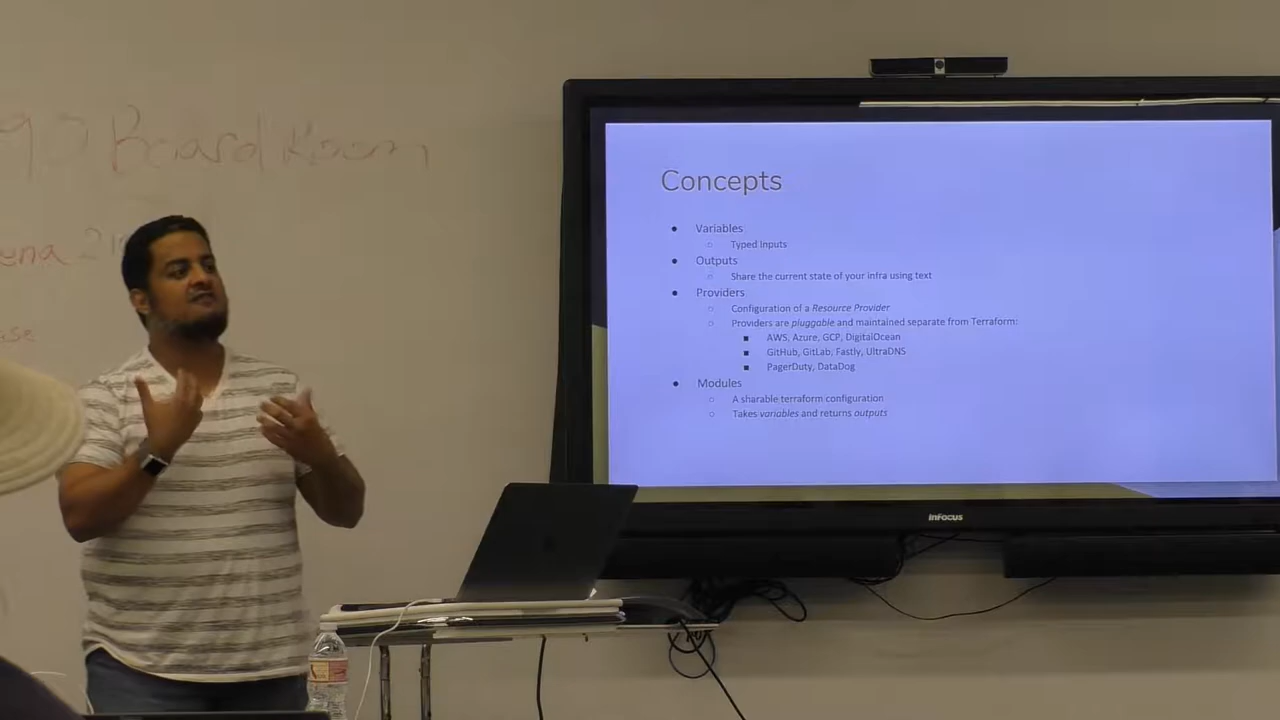 Board Room
Concepts
● Variables
○ Typed Inputs
● Outputs
○ Share the current state of your infra using text
● Providers
○ Configuration of a Resource Provider
○ Providers are pluggable and maintained separate from Terraform:
■ AWS, Azure, GCP, DigitalOcean
■ GitHub, GitLab, Fastly, UltraDNS
■ PagerDuty, DataDog
● Modules
○ A sharable terraform configuration
○ Takes variables and returns outputs
InFocus